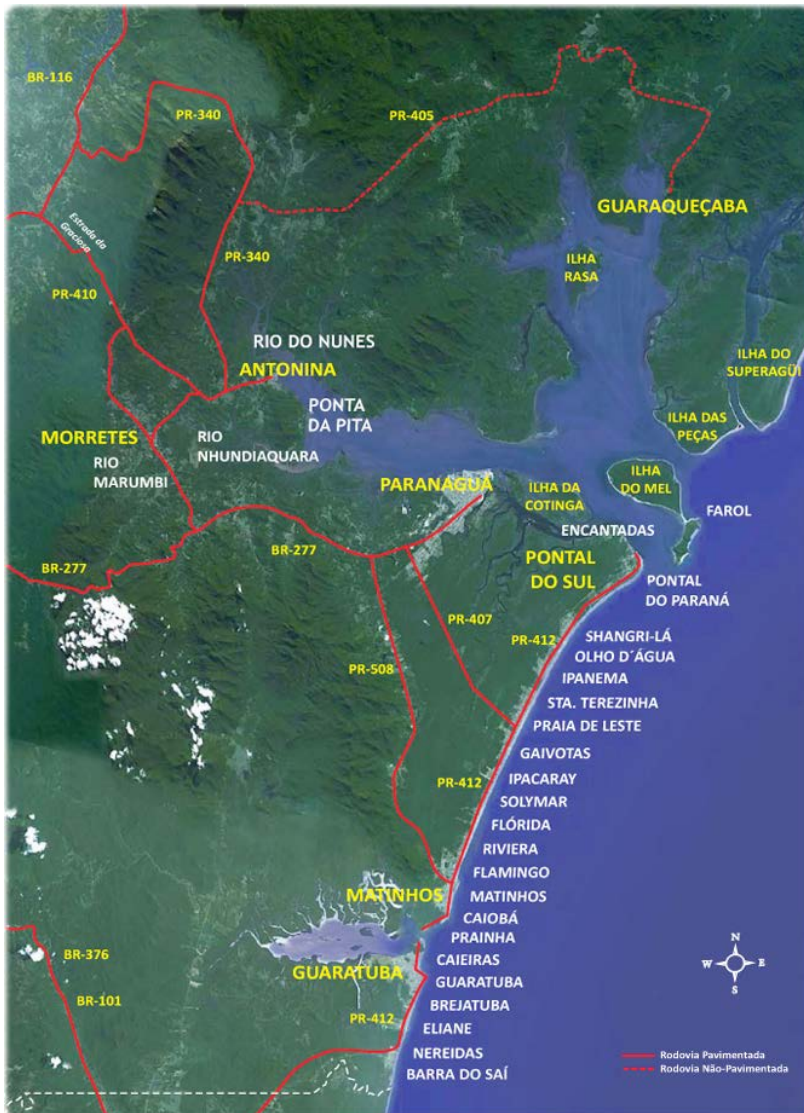 BR-116
PR-340
PR-405
Estrada da
Graciosa
GUARAQUEÇABA
PR-340
ILHA
RASA
PR-410
RIO DO NUNES
ANTONINA
ILHA DO
SUPERAGÜI
PONTA
DA PITA
ILHA DAS
PEÇAS
MORRETES
RIO
MARUMBI
RIO
NHUNDIAQUARA
PARANAGUÁ
ILHA DA
COTINGA
ILHA
DO MEL
FAROL
ENCANTADAS
BR-277
BR-277
PONTAL
DO SUL
PONTAL
DO PARANÁ
PR-407
PR-412
SHANGRI-LÁ
OLHO D´ÁGUA
PR-508
IPANEMA
STA. TEREZINHA
PRAIA DE LESTE
GAIVOTAS
PR-412
IPACARAY
SOLYMAR
FLÓRIDA
RIVIERA
FLAMINGO
MATINHOS
MATINHOS
CAIOBÁ
PRAINHA
BR-376
CAIEIRAS
GUARATUBA
GUARATUBA
BR-101
BREJATUBA
PR-412
ELIANE
NEREIDAS
BARRA DO SAÍ
N
W
E
S
Rodovia Pavimentada
Rodovia Não-Pavimentada